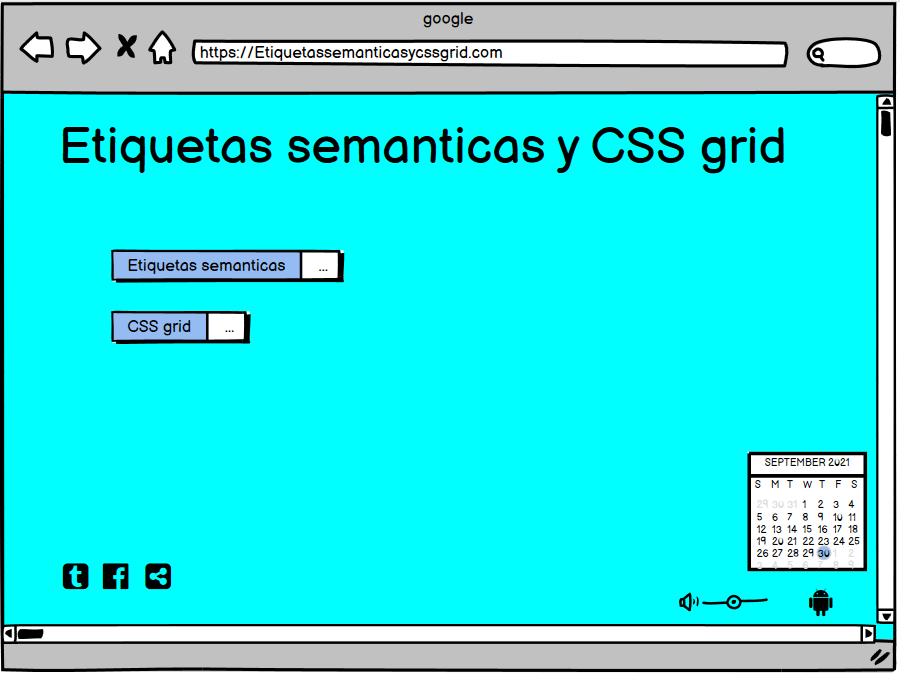 google
https://Etiquetassemanticasycssgrid.com
Etiquetas semanticas y CSS grid
Etiquetas semanticas ...
CSS grid ...
SEPTEMBER 2021
S M T W T F S
29 30 31 1 2 3 4
5 6 7 8 9 10 11
12 13 14 15 16 17 18
19 20 21 22 23 24 25
26 27 28 29 30 1 2
3 4 5 6 7 8 9